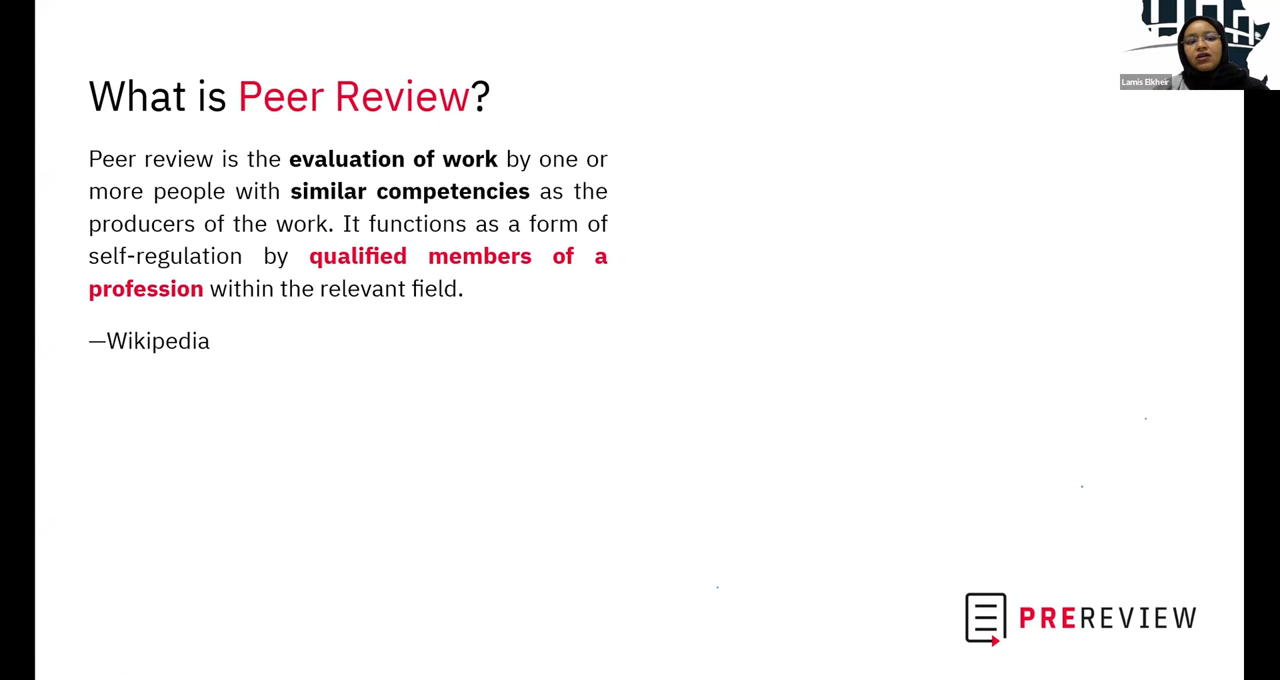 What is Peer Review?
Peer review is the evaluation of work by one or
more people with similar competencies as the
producers of the work. It functions as a form of
self-regulation by qualified members of a
profession within the relevant field.
—Wikipedia
Lamis Elkheir
PREREVIEW